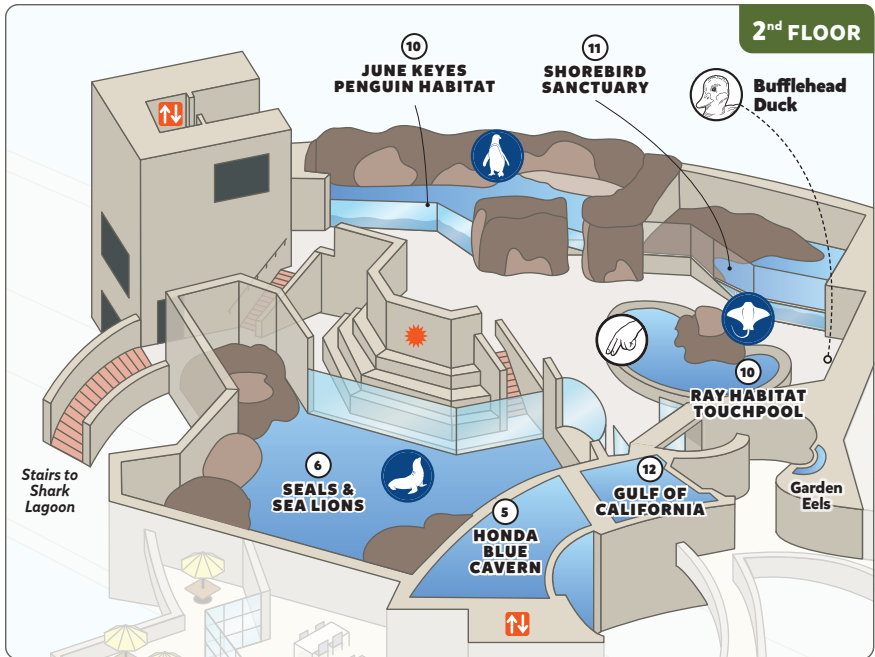 2nd FLOOR
10
JUNE KEYES
PENGUIN HABITAT
11
SHOREBIRD
SANCTUARY
Bufflehead
Duck
10
RAY HABITAT
TOUCHPOOL
Stairs to
Shark
Lagoon
6
SEALS &
SEA LIONS
5
HONDA
BLUE
CAVERN
12
GULF OF
CALIFORNIA
Garden
Eels